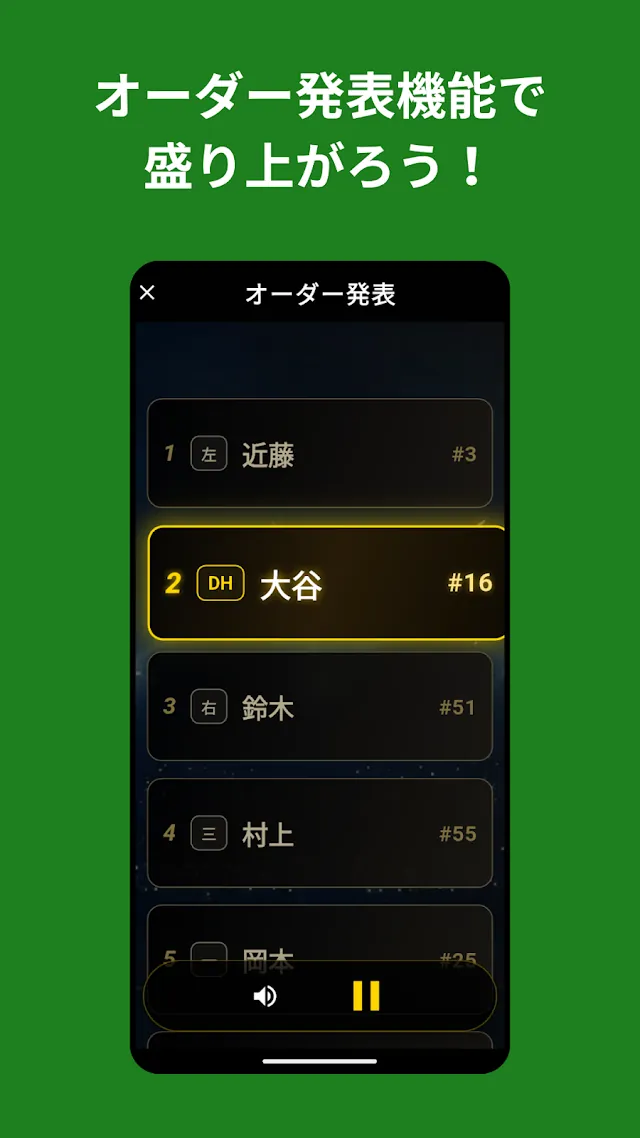 オーダー発表機能で
盛り上がろう！
オーダー発表
1 左 近藤 #3
2 DH 大谷 #16
3 右 鈴木 #51
4 三 村上 #55
5 一 岡本 #25